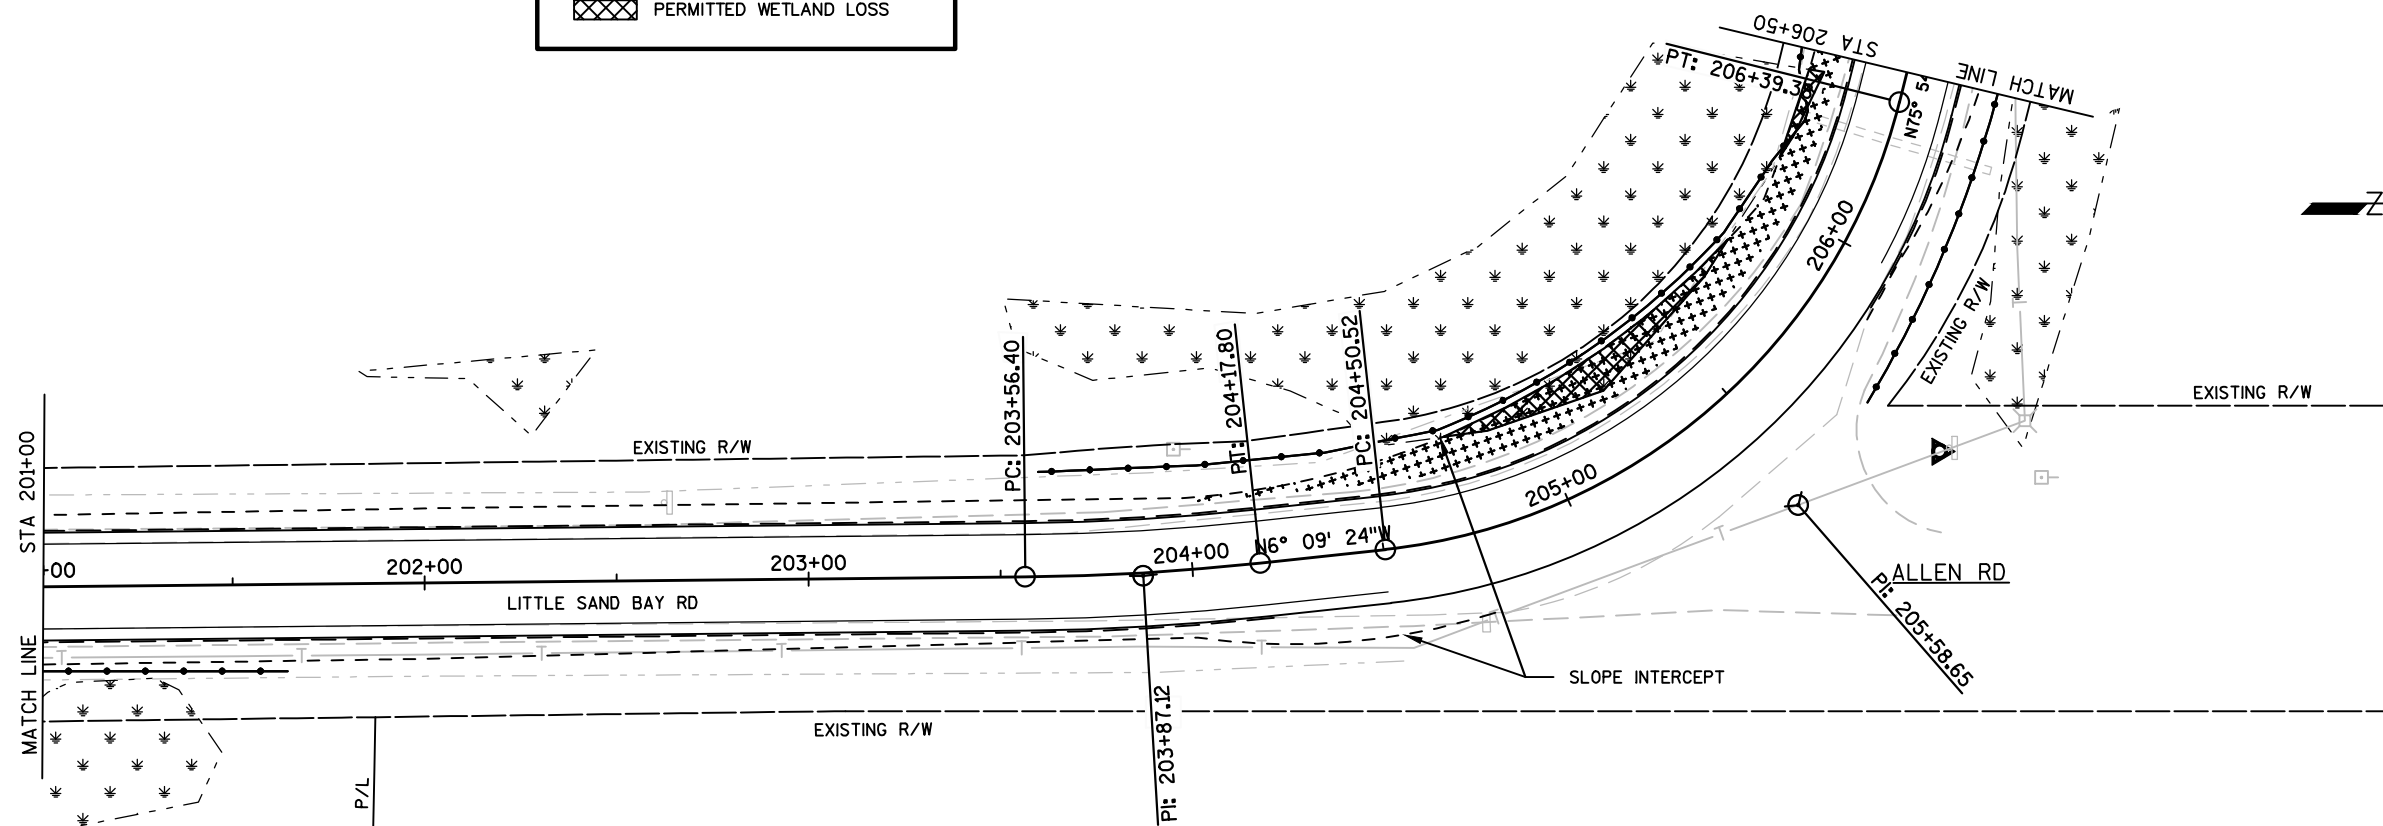 PERMITTED WETLAND LOSS
STA 206+50
MATCH LINE
PT: 206+39.38
N75° 5
Z
206+00
EXISTING R/W
EXISTING R/W
PC: 203+56.40
PT: 204+17.80
PC: 204+50.52
STA 201+00
EXISTING R/W
205+00
00
202+00
203+00
204+00
N6° 09' 24"W
LITTLE SAND BAY RD
ALLEN RD
PI: 205+58.65
SLOPE INTERCEPT
MATCH LINE
EXISTING R/W
PI: 203+87.12
P/L